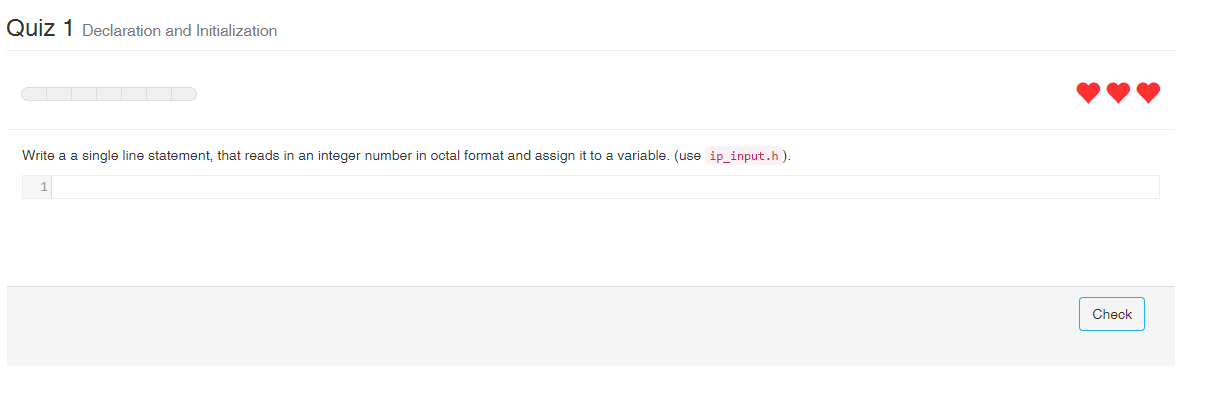 Quiz 1 Declaration and Initialization
Write a a single line statement, that reads in an integer number in octal format and assign it to a variable. (use ip_input.h).
1
Check